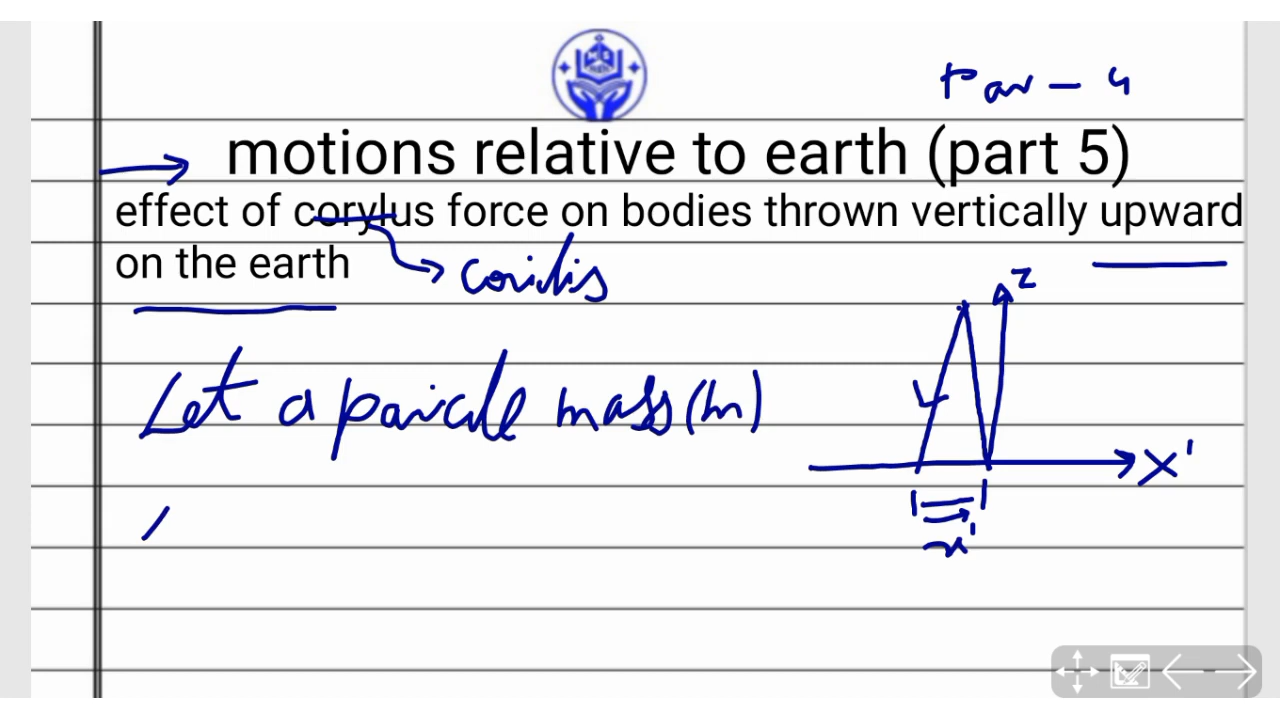 Par - 4
motions relative to earth (part 5)
effect of corylus force on bodies thrown vertically upward
on the earth
coriolis
z
Let a paricle mass (m)
x'
x'